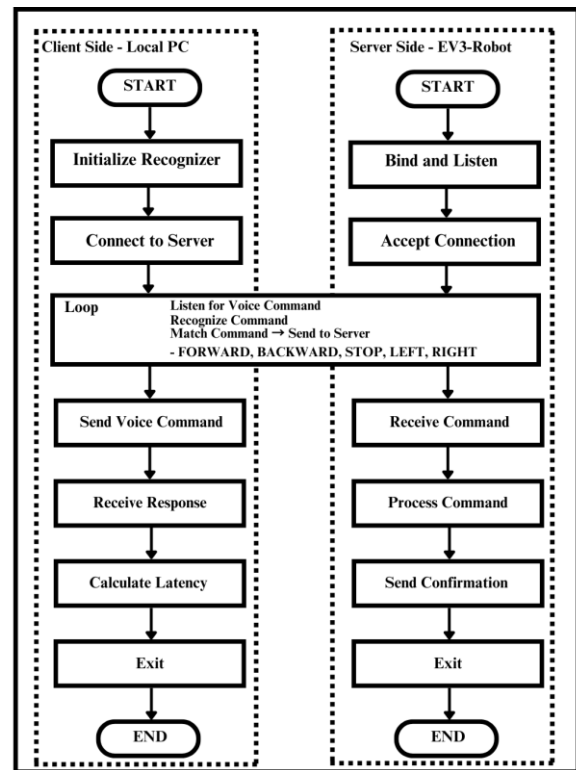 Client Side - Local PC
START
Initialize Recognizer
Connect to Server
Server Side - EV3-Robot
START
Bind and Listen
Accept Connection
Loop
Listen for Voice Command
Recognize Command
Match Command → Send to Server
- FORWARD, BACKWARD, STOP, LEFT, RIGHT
Send Voice Command
Receive Response
Calculate Latency
Exit
END
Receive Command
Process Command
Send Confirmation
Exit
END